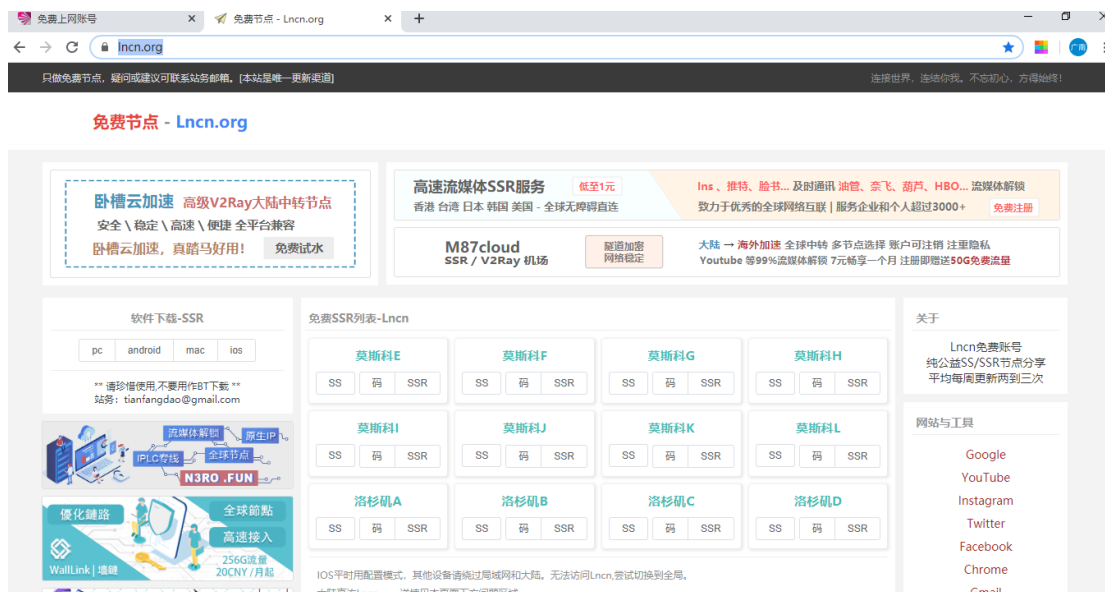 免费上网账号
免费节点 - Lncn.org
lncn.org
广雨
只做免费节点，疑问或建议可联系站务邮箱。[本站是唯一更新渠道]
连接世界，连结你我。不忘初心，方得始终！
免费节点 - Lncn.org
卧槽云加速 高级V2Ray大陆中转节点
安全 \ 稳定 \ 高速 \ 便捷 全平台兼容
卧槽云加速，真踏马好用！ 免费试水
高速流媒体SSR服务 低至1元
香港 台湾 日本 韩国 美国 - 全球无障碍直连
Ins 、推特、脸书... 及时通讯 油管、奈飞、葫芦、HBO... 流媒体解锁
致力于优秀的全球网络互联 | 服务企业和个人超过3000+ 免费注册
M87cloud
SSR / V2Ray 机场
隧道加密
网络稳定
大陆 → 海外加速 全球中转 多节点选择 账户可注销 注重隐私
Youtube 等99%流媒体解锁 7元畅享一个月 注册即赠送50G免费流量
软件下载-SSR
pc android mac ios
** 请珍惜使用,不要用作BT下载 **
站务：tianfangdao@gmail.com
流媒体解锁
原生IP
IPLC专线
全球节点
N3RO .FUN
優化鏈路
全球節點
高速接入
256G流量
20CNY /月起
WallLink | 墻鏈
免费SSR列表-Lncn
莫斯科E 莫斯科F 莫斯科G 莫斯科H
SS 码 SSR SS 码 SSR SS 码 SSR SS 码 SSR
莫斯科I 莫斯科J 莫斯科K 莫斯科L
SS 码 SSR SS 码 SSR SS 码 SSR SS 码 SSR
洛杉矶A 洛杉矶B 洛杉矶C 洛杉矶D
SS 码 SSR SS 码 SSR SS 码 SSR SS 码 SSR
IOS平时用配置模式，其他设备请绕过局域网和大陆。无法访问Lncn,尝试切换到全局。
关于
Lncn免费账号
纯公益SS/SSR节点分享
平均每周更新两到三次
网站与工具
Google
YouTube
Instagram
Twitter
Facebook
Chrome
Gmail